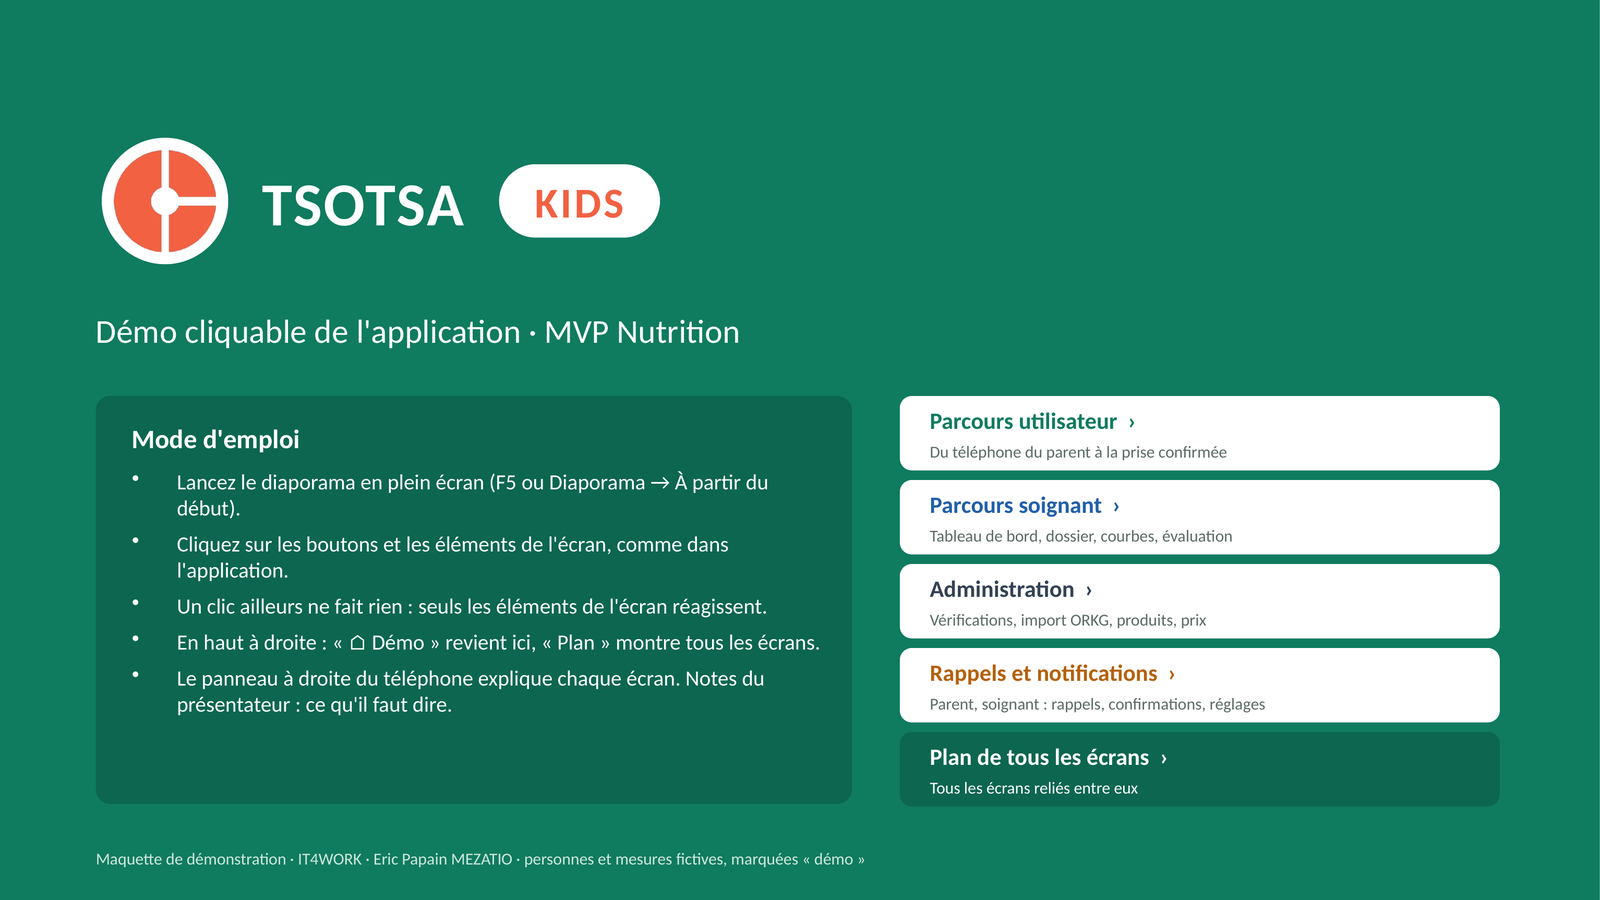 TSOTSA KIDS
Démo cliquable de l'application · MVP Nutrition
Mode d'emploi
• Lancez le diaporama en plein écran (F5 ou Diaporama → À partir du
début).
• Cliquez sur les boutons et les éléments de l'écran, comme dans
l'application.
• Un clic ailleurs ne fait rien : seuls les éléments de l'écran réagissent.
• En haut à droite : « ⌂ Démo » revient ici, « Plan » montre tous les écrans.
• Le panneau à droite du téléphone explique chaque écran. Notes du
présentateur : ce qu'il faut dire.
Parcours utilisateur ›
Du téléphone du parent à la prise confirmée
Parcours soignant ›
Tableau de bord, dossier, courbes, évaluation
Administration ›
Vérifications, import ORKG, produits, prix
Rappels et notifications ›
Parent, soignant : rappels, confirmations, réglages
Plan de tous les écrans ›
Tous les écrans reliés entre eux
Maquette de démonstration · IT4WORK · Eric Papain MEZATIO · personnes et mesures fictives, marquées « démo »